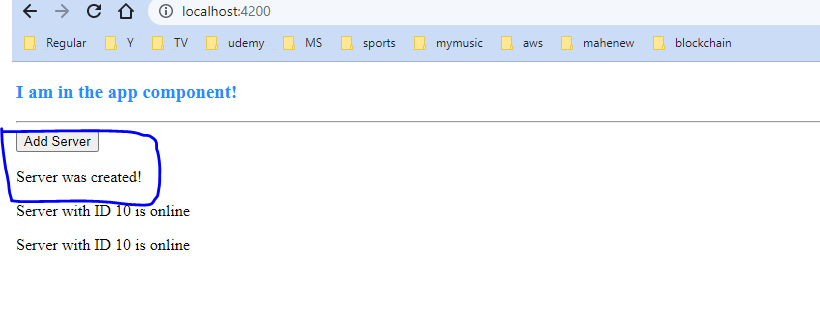 localhost:4200
Regular Y TV udemy MS sports mymusic aws mahenew blockchain
I am in the app component!
Add Server
Server was created!
Server with ID 10 is online
Server with ID 10 is online